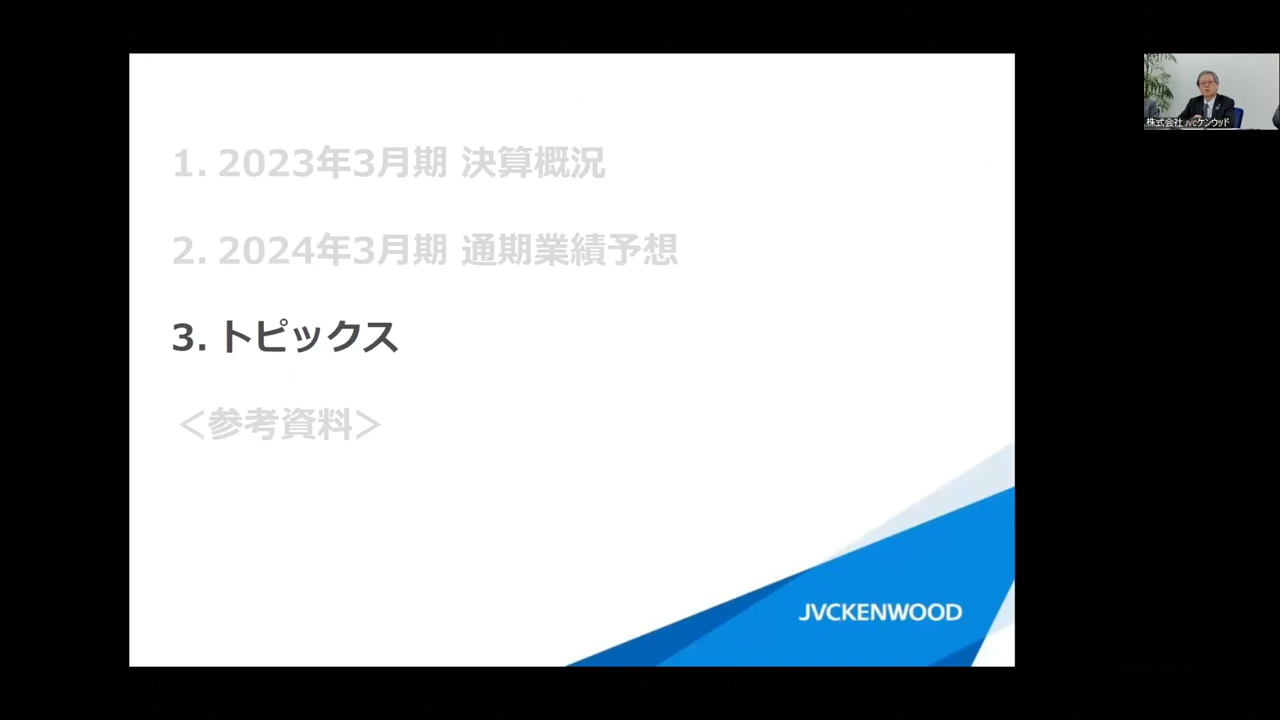 1. 2023年3月期 決算概況
2. 2024年3月期 通期業績予想
3. トピックス
＜参考資料＞
JVCKENWOOD
株式会社 JVCケンウッド